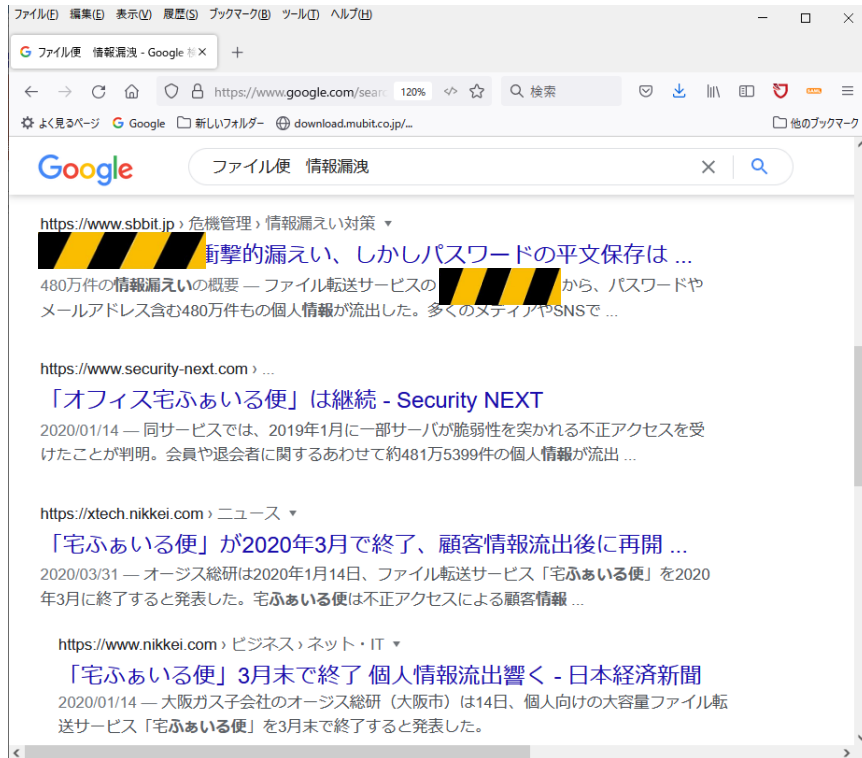 ファイル(F) 編集(E) 表示(V) 履歴(S) ブックマーク(B) ツール(T) ヘルプ(H)
ファイル便 情報漏洩 - Google
https://www.google.com/sear 120% 検索
よく見るページ Google 新しいフォルダー download.mubit.co.jp/... 他のブックマーク
Google ファイル便 情報漏洩
https://www.sbbit.jp › 危機管理 › 情報漏えい対策
衝撃的漏えい、しかしパスワードの平文保存は ...
480万件の情報漏えいの概要 — ファイル転送サービスの から、パスワードや
メールアドレス含む480万件もの個人情報が流出した。多くのメディアやSNSで ...
https://www.security-next.com › ...
「オフィス宅ふぁいる便」は継続 - Security NEXT
2020/01/14 — 同サービスでは、2019年1月に一部サーバが脆弱性を突かれる不正アクセスを受
けたことが判明。会員や退会者に関するあわせて約481万5399件の個人情報が流出 ...
https://xtech.nikkei.com › ニュース
「宅ふぁいる便」が2020年3月で終了、顧客情報流出後に再開 ...
2020/03/31 — オージス総研は2020年1月14日、ファイル転送サービス「宅ふぁいる便」を2020
年3月に終了すると発表した。宅ふぁいる便は不正アクセスによる顧客情報 ...
https://www.nikkei.com › ビジネス › ネット・IT
「宅ふぁいる便」3月末で終了 個人情報流出響く - 日本経済新聞
2020/01/14 — 大阪ガス子会社のオージス総研（大阪市）は14日、個人向けの大容量ファイル転
送サービス「宅ふぁいる便」を3月末で終了すると発表した。